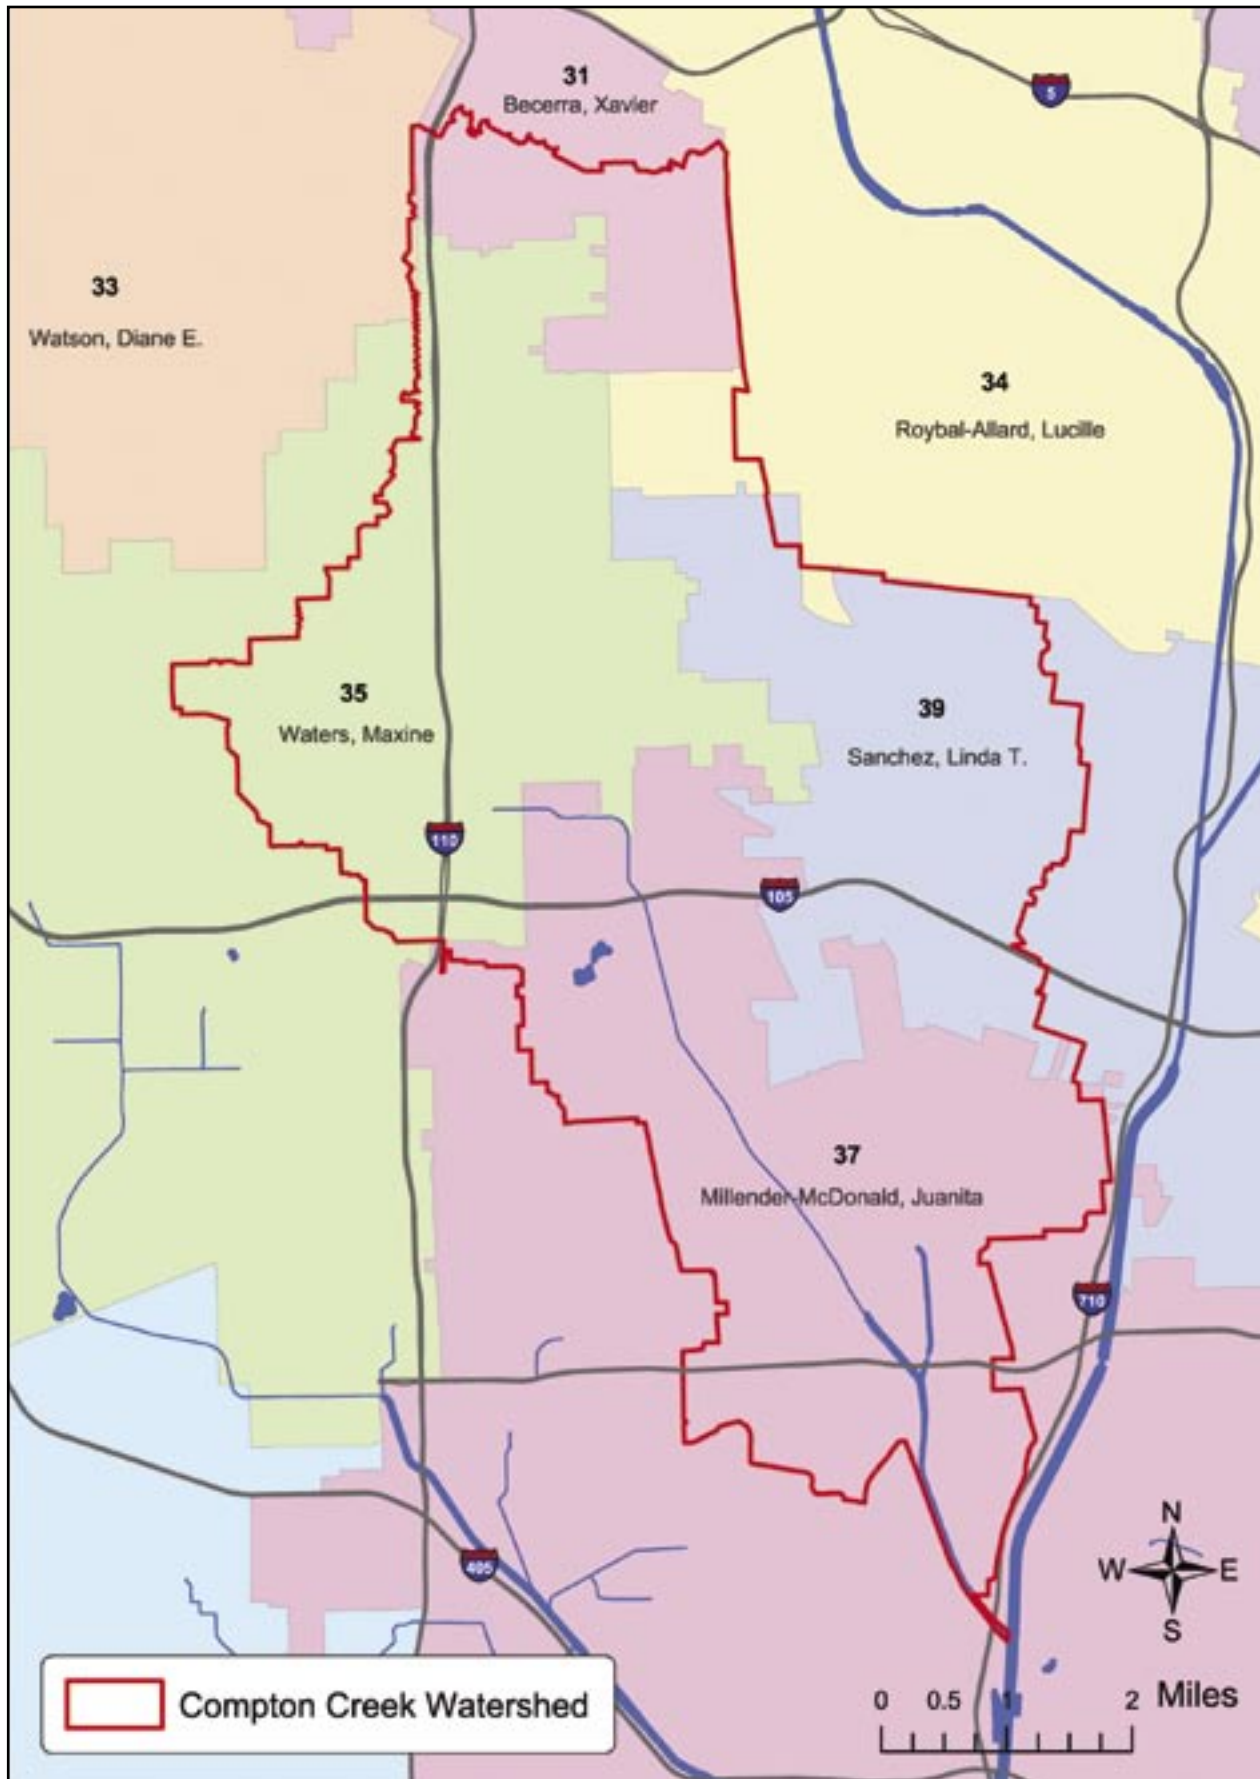 31
Becerra, Xavier
5
33
Watson, Diane E.
34
Roybal-Allard, Lucille
35
Waters, Maxine
39
Sanchez, Linda T.
110
105
37
Millender-McDonald, Juanita
710
405
N
W E
S
Compton Creek Watershed
0 0.5 1 2 Miles